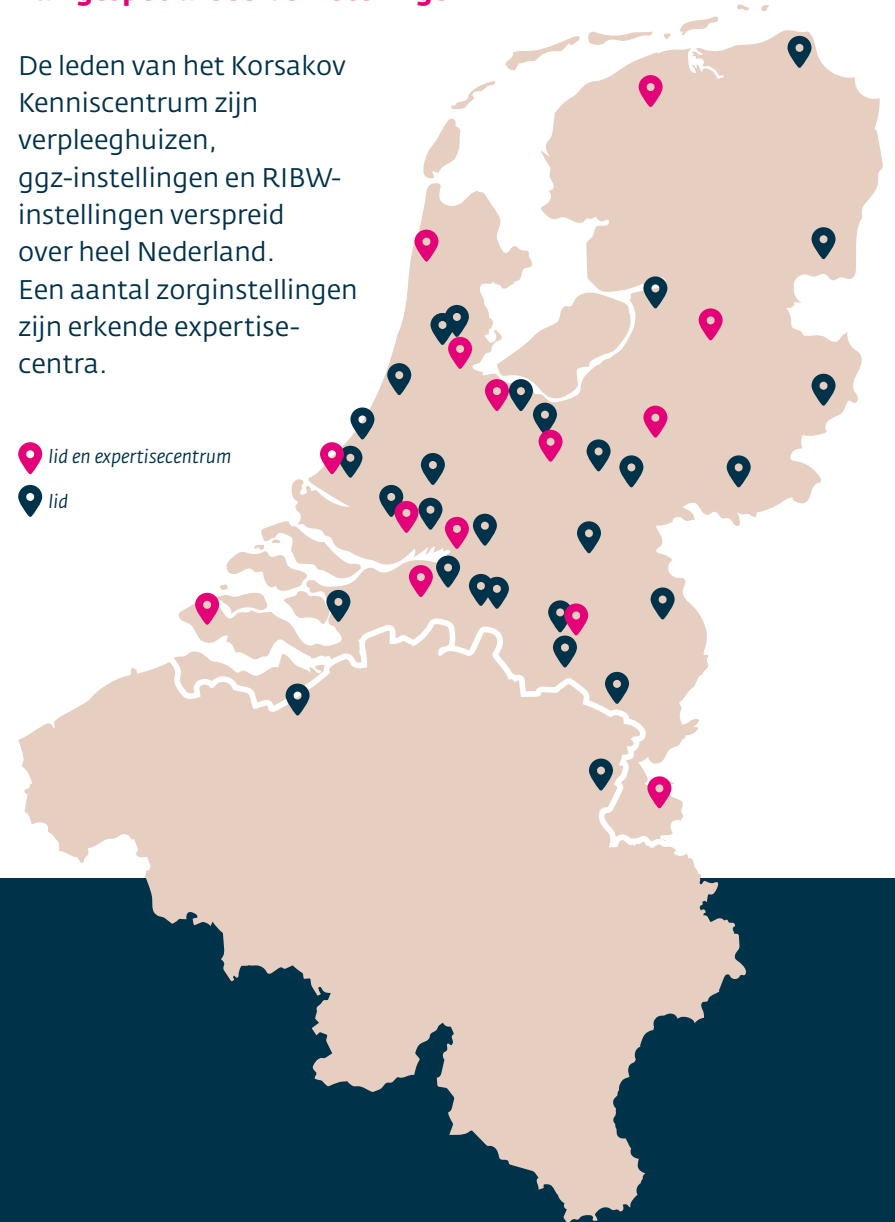 De leden van het Korsakov
Kenniscentrum zijn
verpleeghuizen,
ggz-instellingen en RIBW-
instellingen verspreid
over heel Nederland.
Een aantal zorginstellingen
zijn erkende expertise-
centra.
lid en expertisecentrum
lid